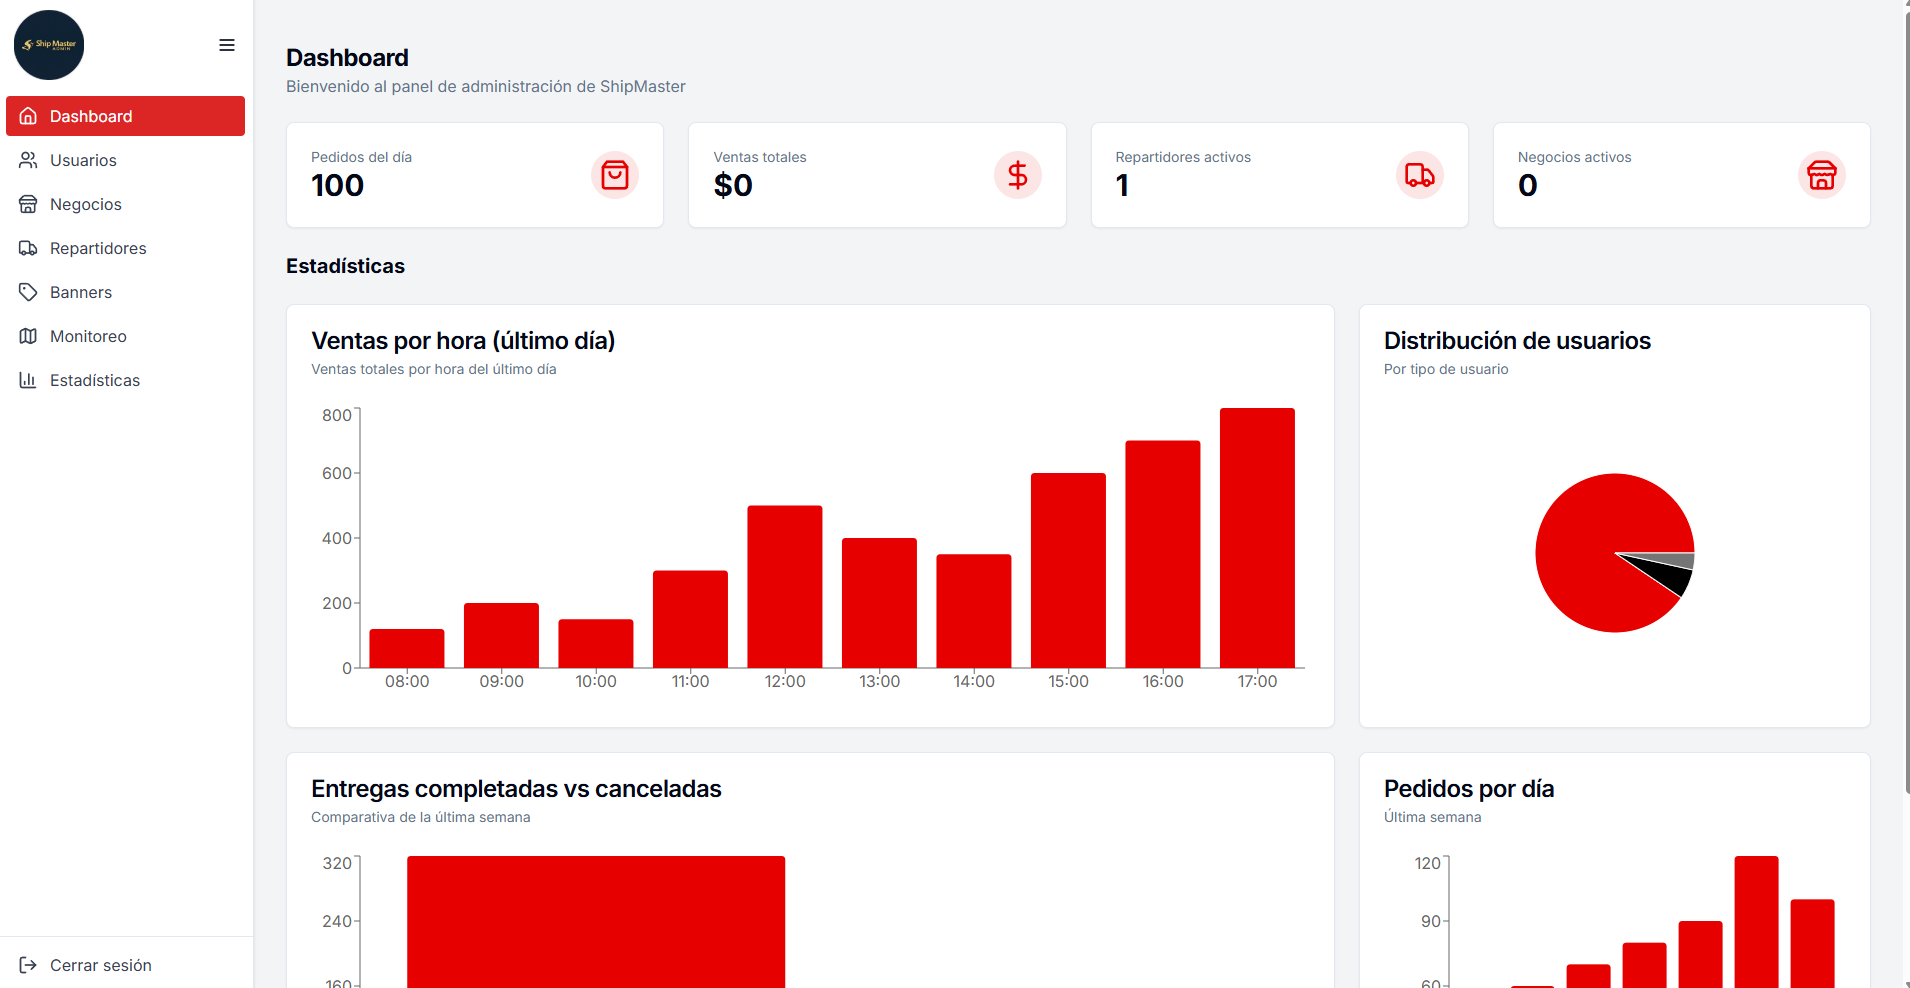 Ship Master
ADMIN
Dashboard
Usuarios
Negocios
Repartidores
Banners
Monitoreo
Estadísticas
Cerrar sesión
Dashboard
Bienvenido al panel de administración de ShipMaster
Pedidos del día
100
Ventas totales
$0
Repartidores activos
1
Negocios activos
0
Estadísticas
Ventas por hora (último día)
Ventas totales por hora del último día
800
600
400
200
0
08:00 09:00 10:00 11:00 12:00 13:00 14:00 15:00 16:00 17:00
Distribución de usuarios
Por tipo de usuario
Entregas completadas vs canceladas
Comparativa de la última semana
320
240
160
Pedidos por día
Última semana
120
90
60